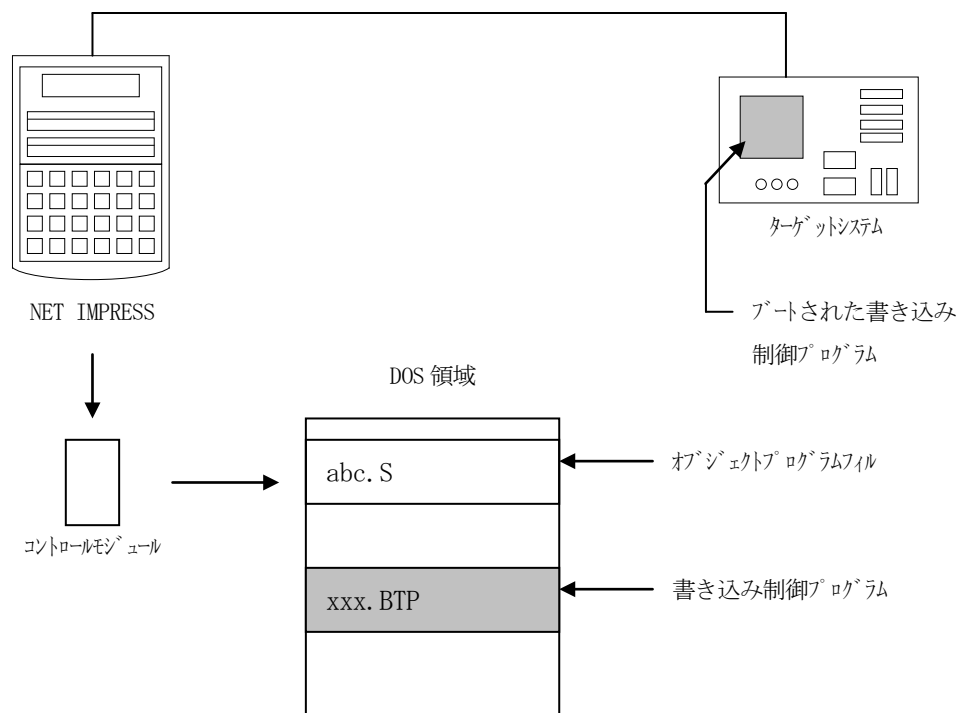 NET IMPRESS
ﾀｰｹﾞｯﾄｼｽﾃﾑ
ﾌﾞｰﾄされた書き込み
制御ﾌﾟﾛｸﾞﾗﾑ
DOS 領域
abc.S
ｵﾌﾞｼﾞｪｸﾄﾌﾟﾛｸﾞﾗﾑﾌｧｲﾙ
ｺﾝﾄﾛｰﾙﾓｼﾞｭｰﾙ
xxx.BTP
書き込み制御ﾌﾟﾛｸﾞﾗﾑ